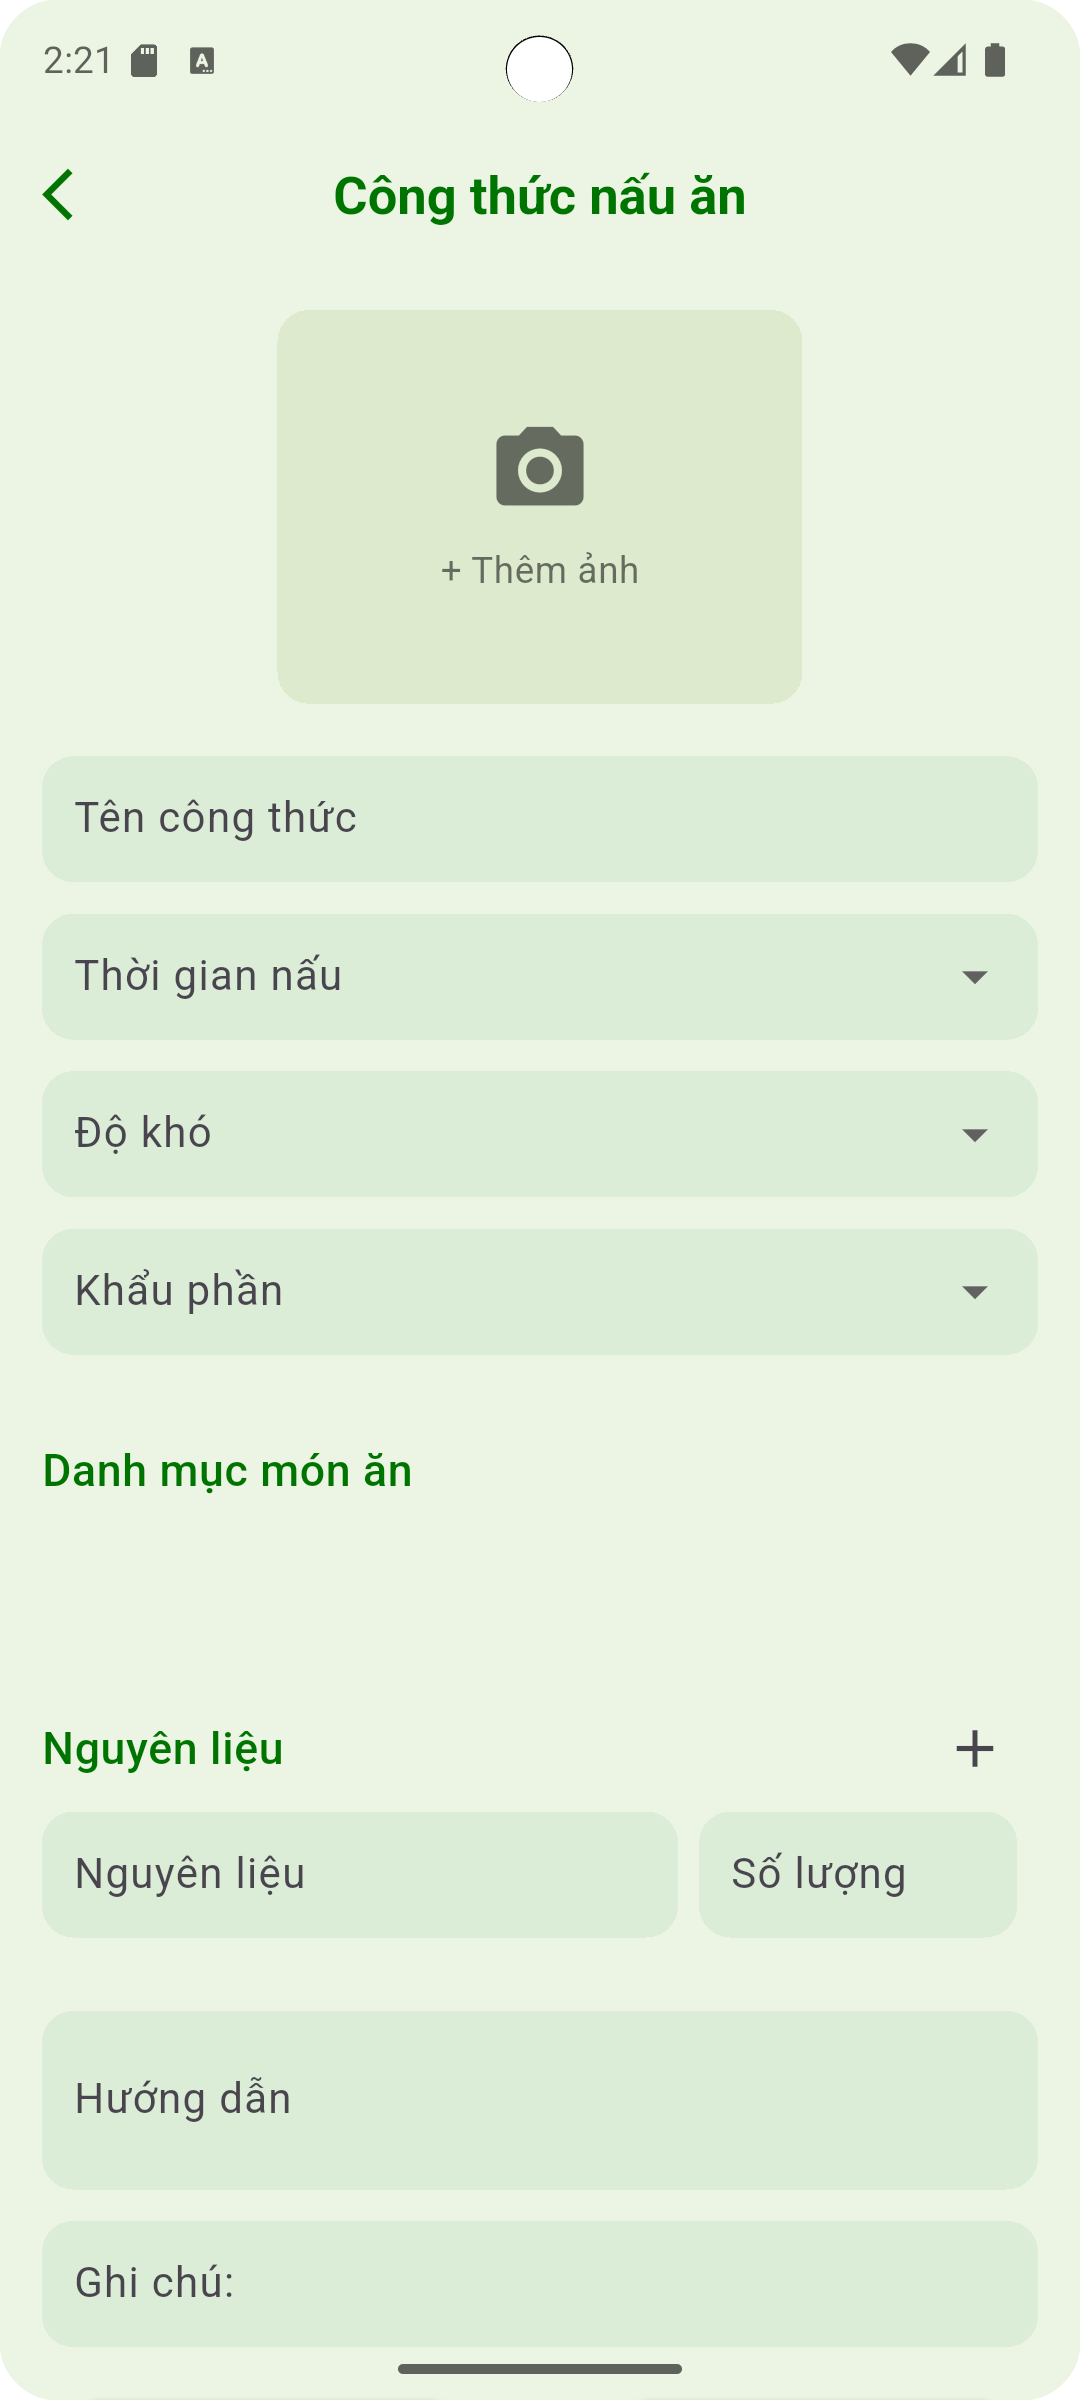 2:21
Công thức nấu ăn
+ Thêm ảnh
Tên công thức
Thời gian nấu
Độ khó
Khẩu phần
Danh mục món ăn
Nguyên liệu
Nguyên liệu Số lượng
Hướng dẫn
Ghi chú: